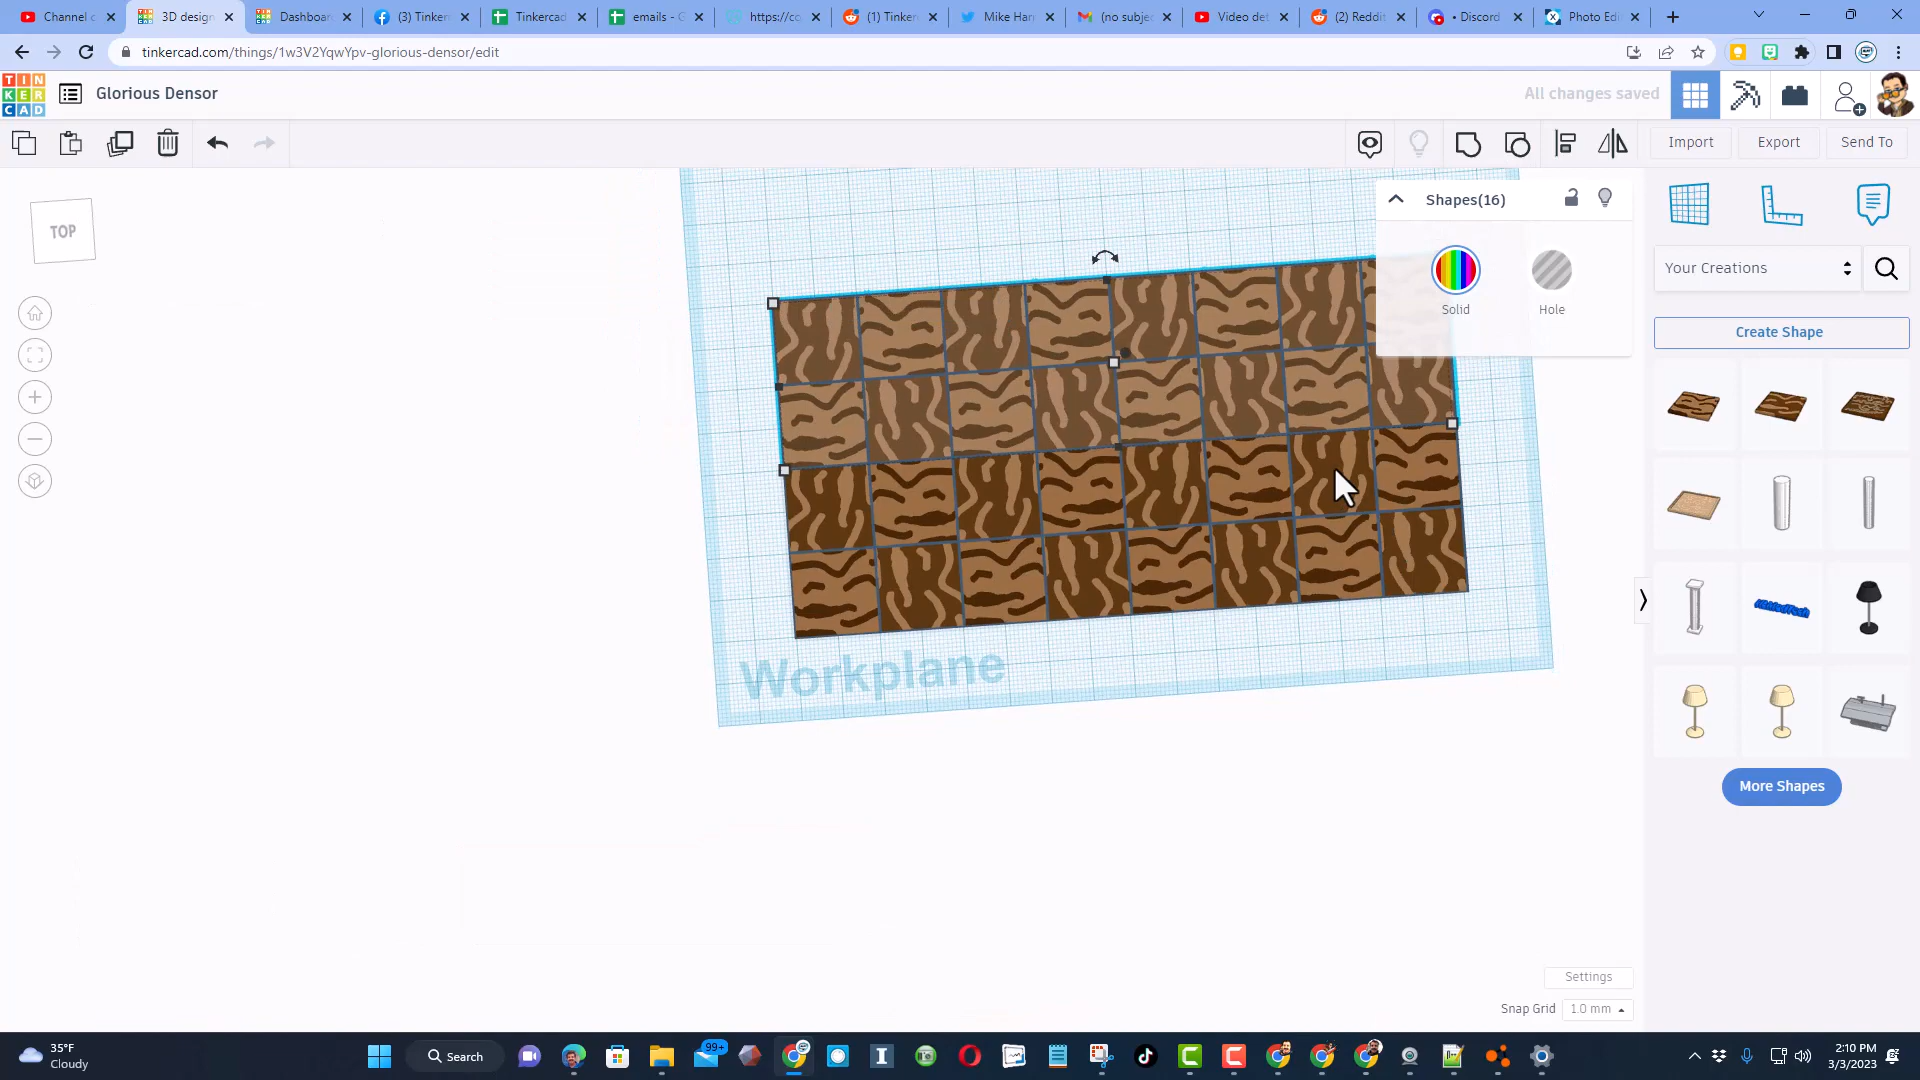 Channel c
3D design
Dashboar
(3) Tinker
Tinkercad
emails - G
https://co
(1) Tinker
Mike Har
(no subje
Video det
(2) Reddit
• Discord
Photo Edi
tinkercad.com/things/1w3V2YqwYpv-glorious-densor/edit
TIN
KER
CAD
Glorious Densor
All changes saved
Import
Export
Send To
TOP
Shapes(16)
Solid
Hole
Your Creations
Create Shape
More Shapes
Workplane
Settings
Snap Grid 1.0 mm
35°F
Cloudy
Search
99+
2:10 PM
3/3/2023